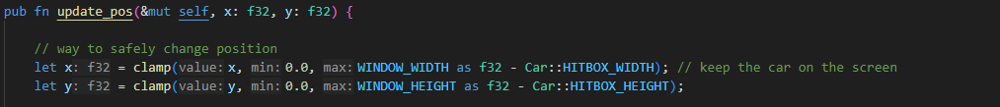 pub fn update_pos(&mut self, x: f32, y: f32) {
// way to safely change position
let x: f32 = clamp(value: x, min: 0.0, max: WINDOW_WIDTH as f32 - Car::HITBOX_WIDTH); // keep the car on the screen
let y: f32 = clamp(value: y, min: 0.0, max: WINDOW_HEIGHT as f32 - Car::HITBOX_HEIGHT);